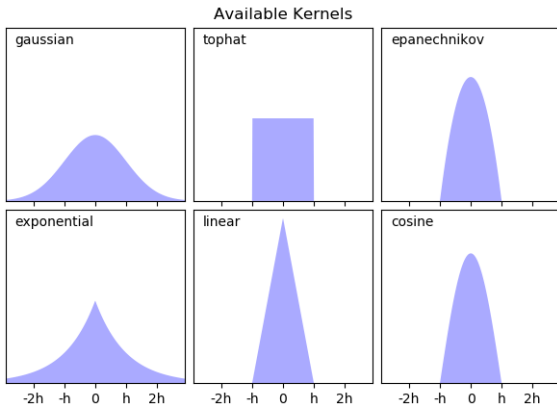 Available Kernels
gaussian
tophat
epanechnikov
exponential
linear
cosine
-2h -h 0 h 2h
-2h -h 0 h 2h
-2h -h 0 h 2h